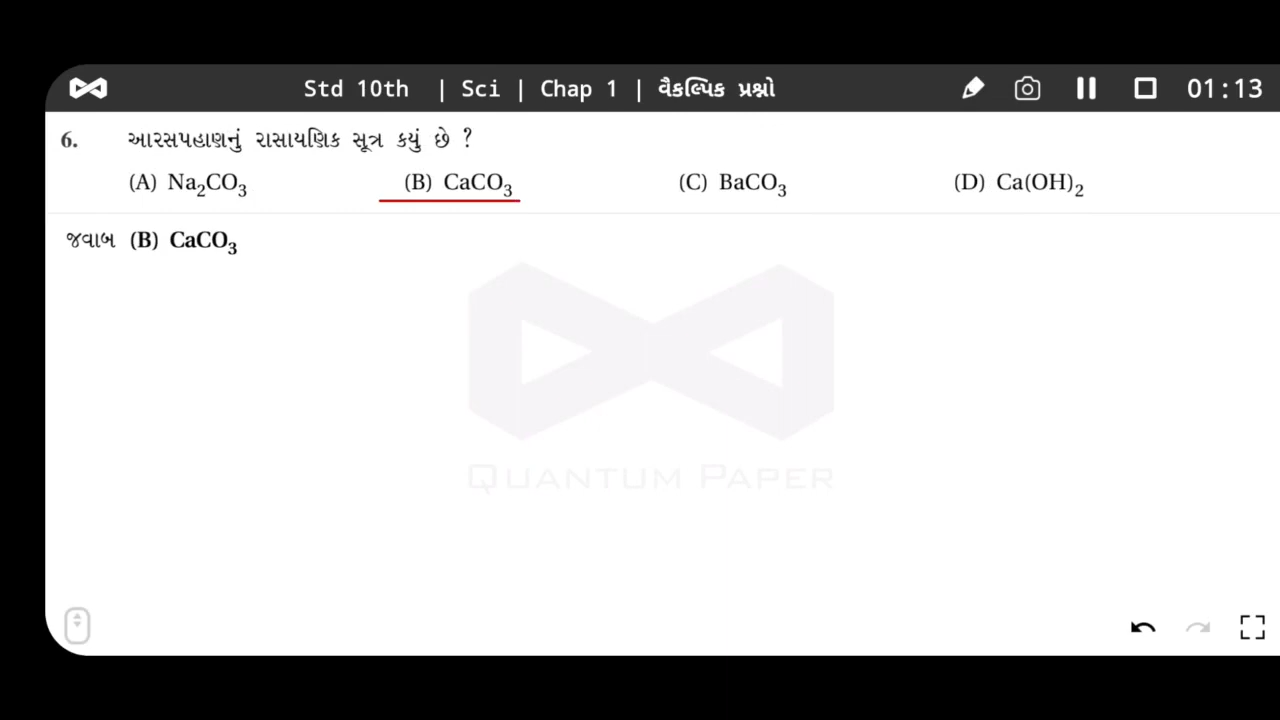 Std 10th | Sci | Chap 1 | વૈકલ્પિક પ્રશ્નો 01:13
6. આરસપહાણનું રાસાયણિક સૂત્ર કયું છે ?
(A) Na₂CO₃ (B) CaCO₃ (C) BaCO₃ (D) Ca(OH)₂
જવાબ (B) CaCO₃
QUANTUM PAPER